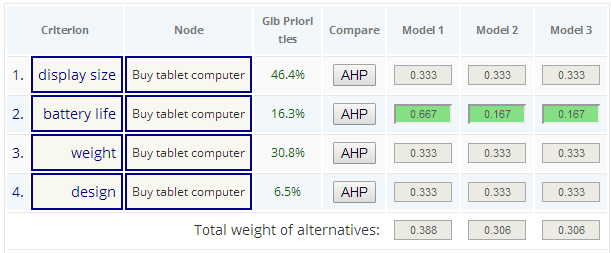 Criterion Node Glb Priorities Compare Model 1 Model 2 Model 3
1. display size Buy tablet computer 46.4% AHP 0.333 0.333 0.333
2. battery life Buy tablet computer 16.3% AHP 0.667 0.167 0.167
3. weight Buy tablet computer 30.8% AHP 0.333 0.333 0.333
4. design Buy tablet computer 6.5% AHP 0.333 0.333 0.333
Total weight of alternatives: 0.388 0.306 0.306